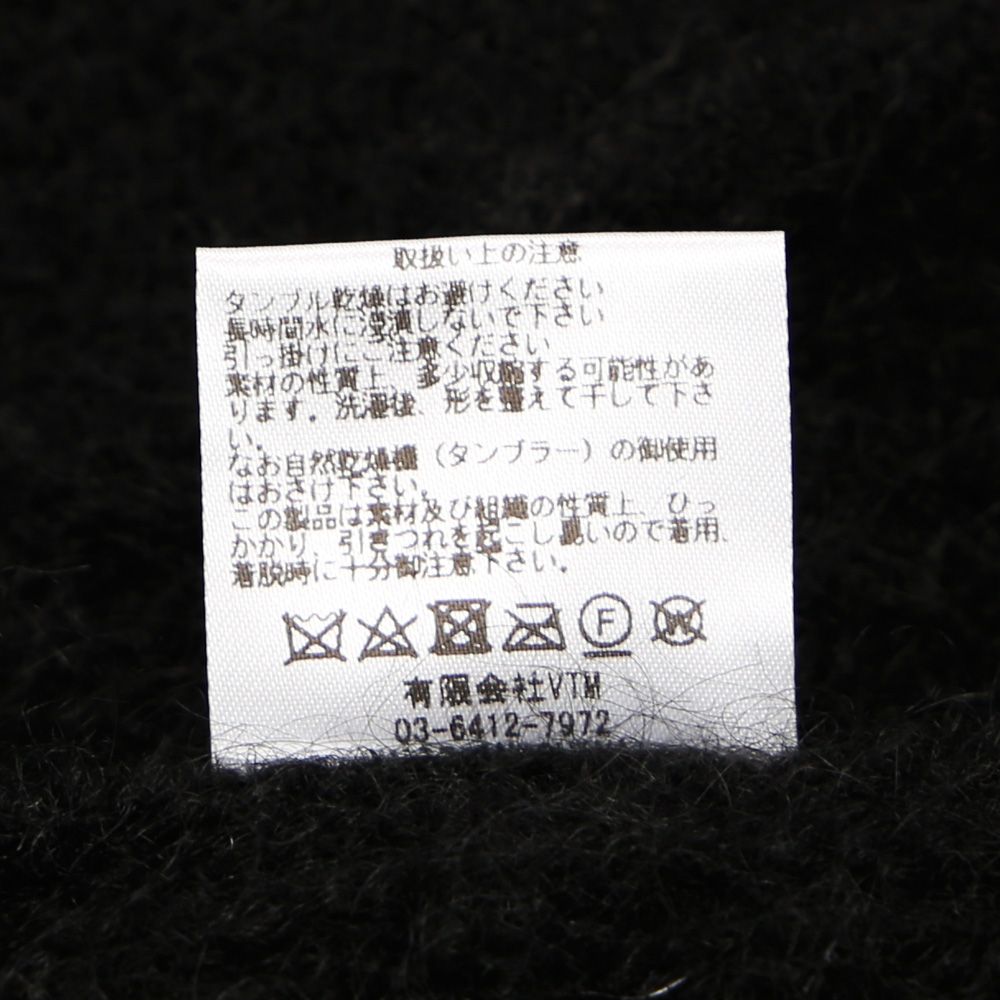 取扱い上の注意
タンブル乾燥はお避けください
長時間水に浸漬しないで下さい
引っ掛けにご注意ください
素材の性質上、多少収縮する可能性があ
ります。洗濯後、形を整えて干して下さ
い。
なお自然乾燥機（タンブラー）の御使用
はおさけ下さい。
この製品は素材及び組織の性質上、ひっ
かかり、引きつれを起こし易いので着用、
着脱時に十分御注意下さい。
F W
有限会社VTM
03-6412-7972